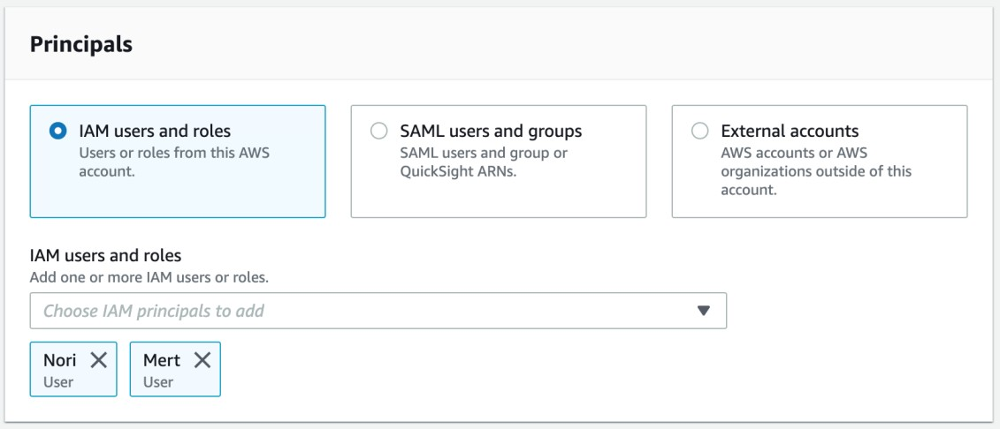 Principals
IAM users and roles
Users or roles from this AWS
account.
SAML users and groups
SAML users and group or
QuickSight ARNs.
External accounts
AWS accounts or AWS
organizations outside of this
account.
IAM users and roles
Add one or more IAM users or roles.
Choose IAM principals to add
Nori
User
Mert
User